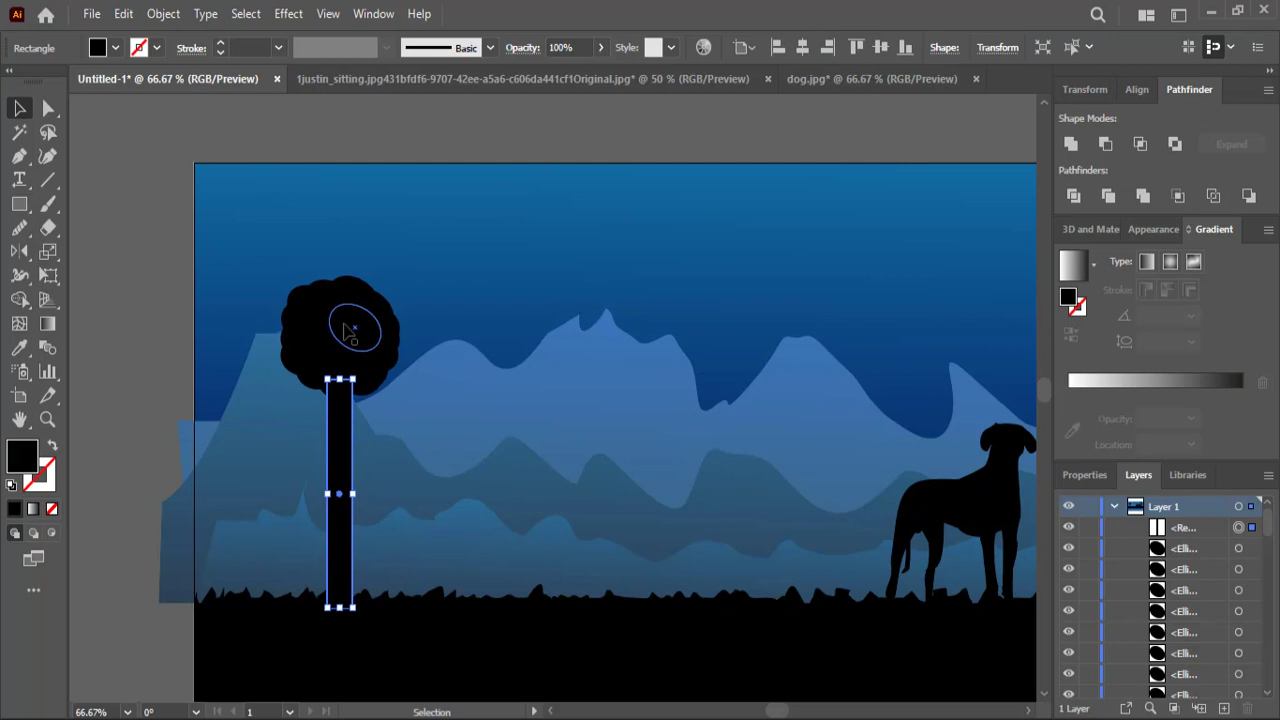 Ai File Edit Object Type Select Effect View Window Help
Rectangle Stroke: Basic Opacity: 100% Style: Shape: Transform
Untitled-1* @ 66.67 % (RGB/Preview) × 1justin_sitting.jpg431bfdf6-9707-42ee-a5a6-c606da441cf1Original.jpg* @ 50 % (RGB/Preview) × dog.jpg* @ 66.67 % (RGB/Preview) ×
Transform Align Pathfinder
Shape Modes:
Expand
Pathfinders:
3D and Mate Appearance Gradient
Type:
Stroke:
Opacity:
Location:
Properties Layers Libraries
Layer 1
<Re...
<Elli...
<Elli...
<Elli...
<Elli...
<Elli...
<Elli...
<Elli...
66.67% 0° 1 Selection
1 Layer